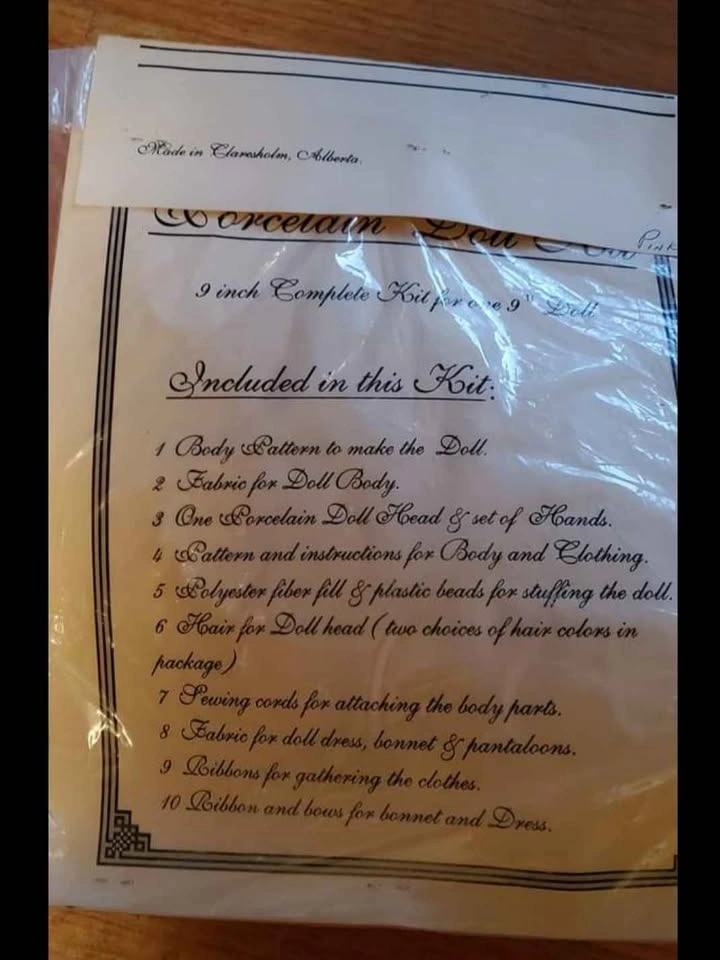 Made in Claresholm, Alberta.
Porcelain Doll Kit
Pink
9 inch Complete Kit for one 9" Doll
Included in this Kit:
1 Body Pattern to make the Doll.
2 Fabric for Doll Body.
3 One Porcelain Doll Head & set of Hands.
4 Pattern and instructions for Body and Clothing.
5 Polyester fiber fill & plastic beads for stuffing the doll.
6 Hair for Doll head ( two choices of hair colors in
package )
7 Sewing cords for attaching the body parts.
8 Fabric for doll dress, bonnet & pantaloons.
9 Ribbons for gathering the clothes.
10 Ribbon and bows for bonnet and Dress.